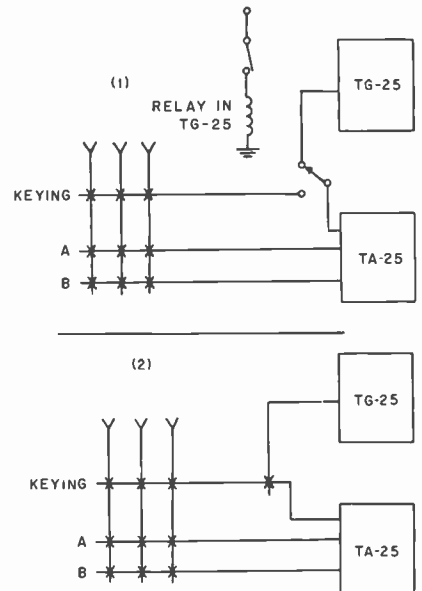 (1)
TG-25
RELAY IN
TG-25
KEYING
A
B
TA-25
(2)
TG-25
KEYING
A
B
TA-25